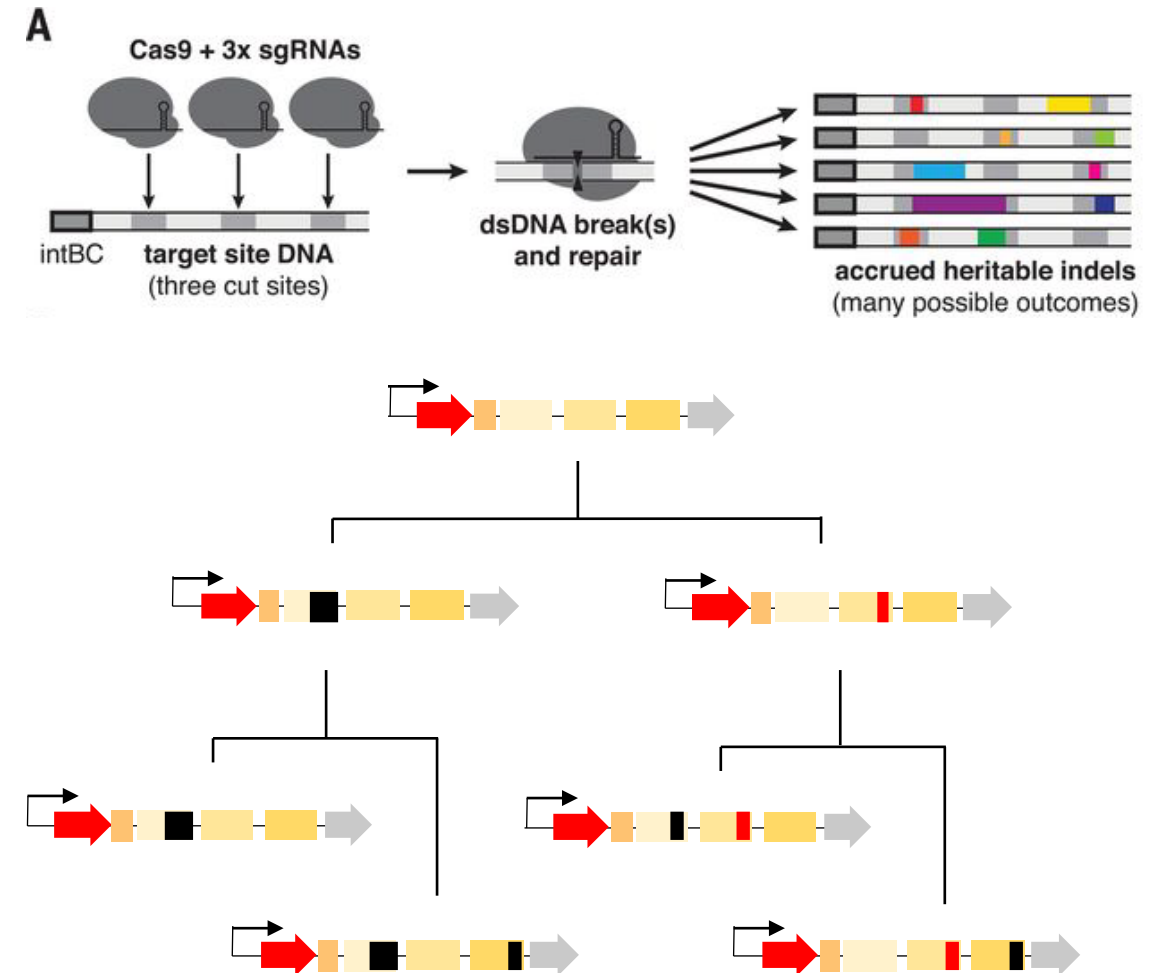 A
Cas9 + 3x sgRNAs
intBC
target site DNA
(three cut sites)
dsDNA break(s)
and repair
accrued heritable indels
(many possible outcomes)